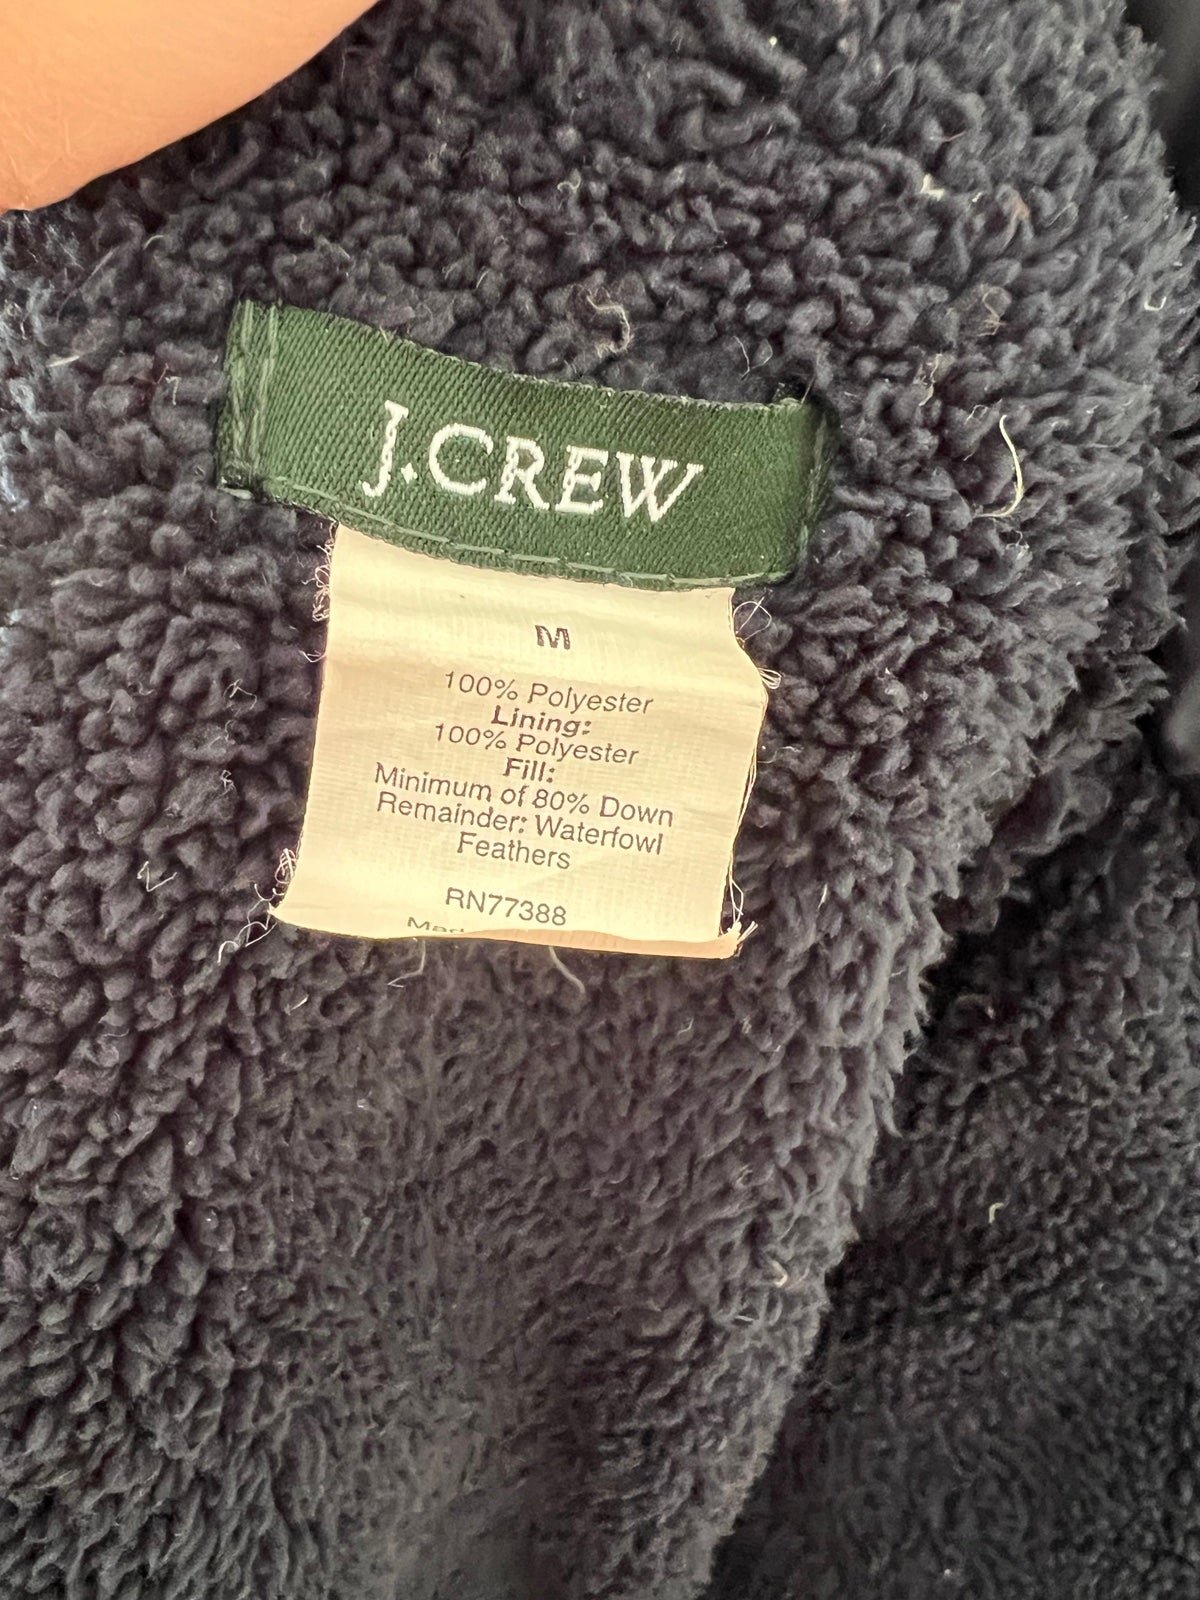 J.CREW
M
100% Polyester
Lining:
100% Polyester
Fill:
Minimum of 80% Down
Remainder: Waterfowl
Feathers
RN77388